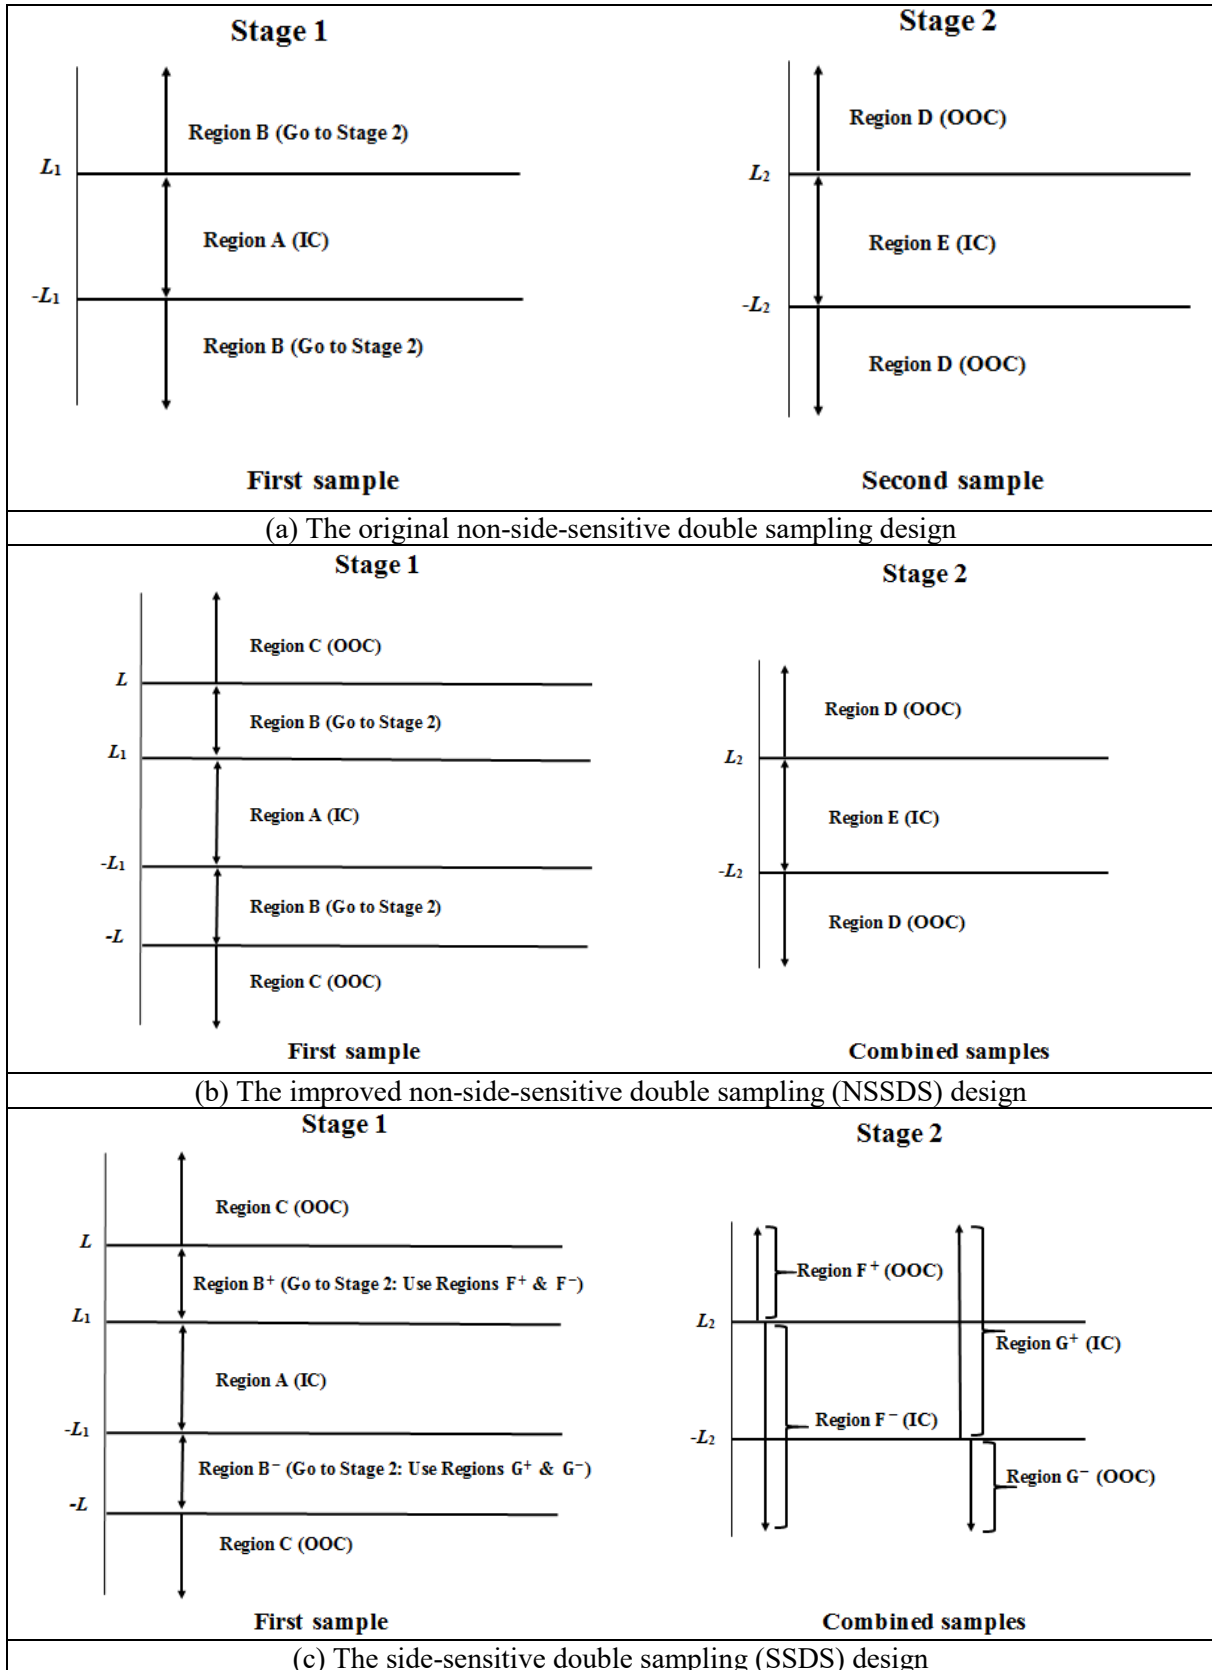 Stage 1
Region B (Go to Stage 2)
L1
Region A (IC)
-L1
Region B (Go to Stage 2)
First sample
Stage 2
Region D (OOC)
L2
Region E (IC)
-L2
Region D (OOC)
Second sample
(a) The original non-side-sensitive double sampling design
Stage 1
Region C (OOC)
L
Region B (Go to Stage 2)
L1
Region A (IC)
-L1
Region B (Go to Stage 2)
-L
Region C (OOC)
First sample
Stage 2
Region D (OOC)
L2
Region E (IC)
-L2
Region D (OOC)
Combined samples
(b) The improved non-side-sensitive double sampling (NSSDS) design
Stage 1
Region C (OOC)
L
Region B⁺ (Go to Stage 2: Use Regions F⁺ & F⁻)
L1
Region A (IC)
-L1
Region B⁻ (Go to Stage 2: Use Regions G⁺ & G⁻)
-L
Region C (OOC)
First sample
Stage 2
Region F⁺ (OOC)
L2
Region G⁺ (IC)
Region F⁻ (IC)
-L2
Region G⁻ (OOC)
Combined samples
(c) The side-sensitive double sampling (SSDS) design